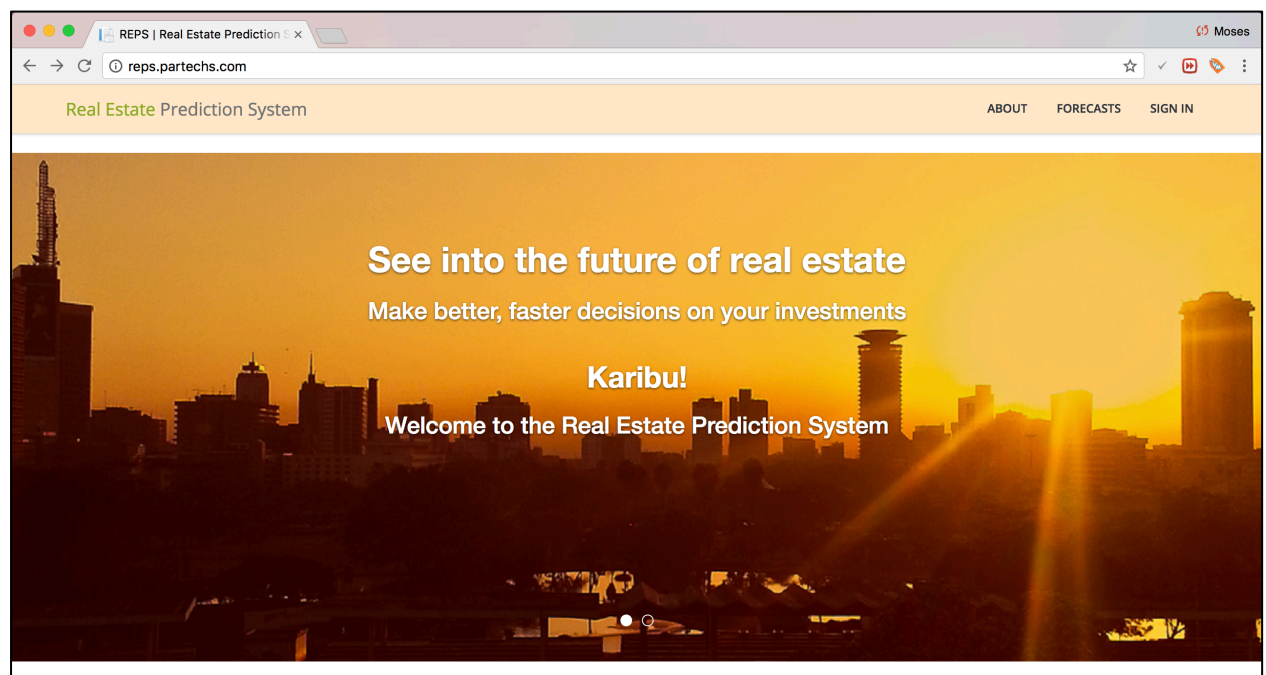 REPS | Real Estate Prediction S
Moses
reps.partechs.com
Real Estate Prediction System
ABOUT FORECASTS SIGN IN
See into the future of real estate
Make better, faster decisions on your investments
Karibu!
Welcome to the Real Estate Prediction System